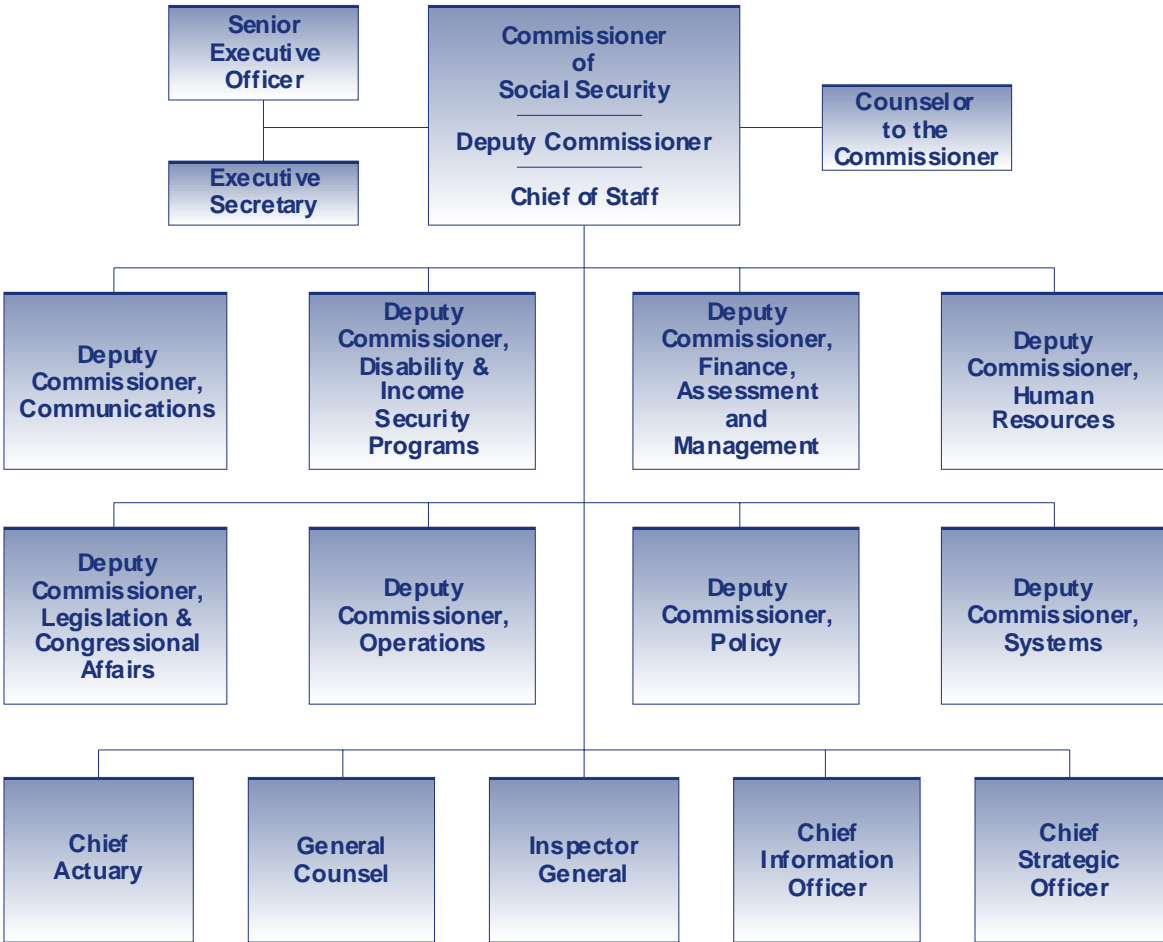 Senior
Executive
Officer
Commissioner
of
Social Security
Deputy Commissioner
Chief of Staff
Counselor
to the
Commissioner
Executive
Secretary
Deputy
Commissioner,
Communications
Deputy
Commissioner,
Disability &
Income
Security
Programs
Deputy
Commissioner,
Finance,
Assessment
and
Management
Deputy
Commissioner,
Human
Resources
Deputy
Commissioner,
Legislation &
Congressional
Affairs
Deputy
Commissioner,
Operations
Deputy
Commissioner,
Policy
Deputy
Commissioner,
Systems
Chief
Actuary
General
Counsel
Inspector
General
Chief
Information
Officer
Chief
Strategic
Officer